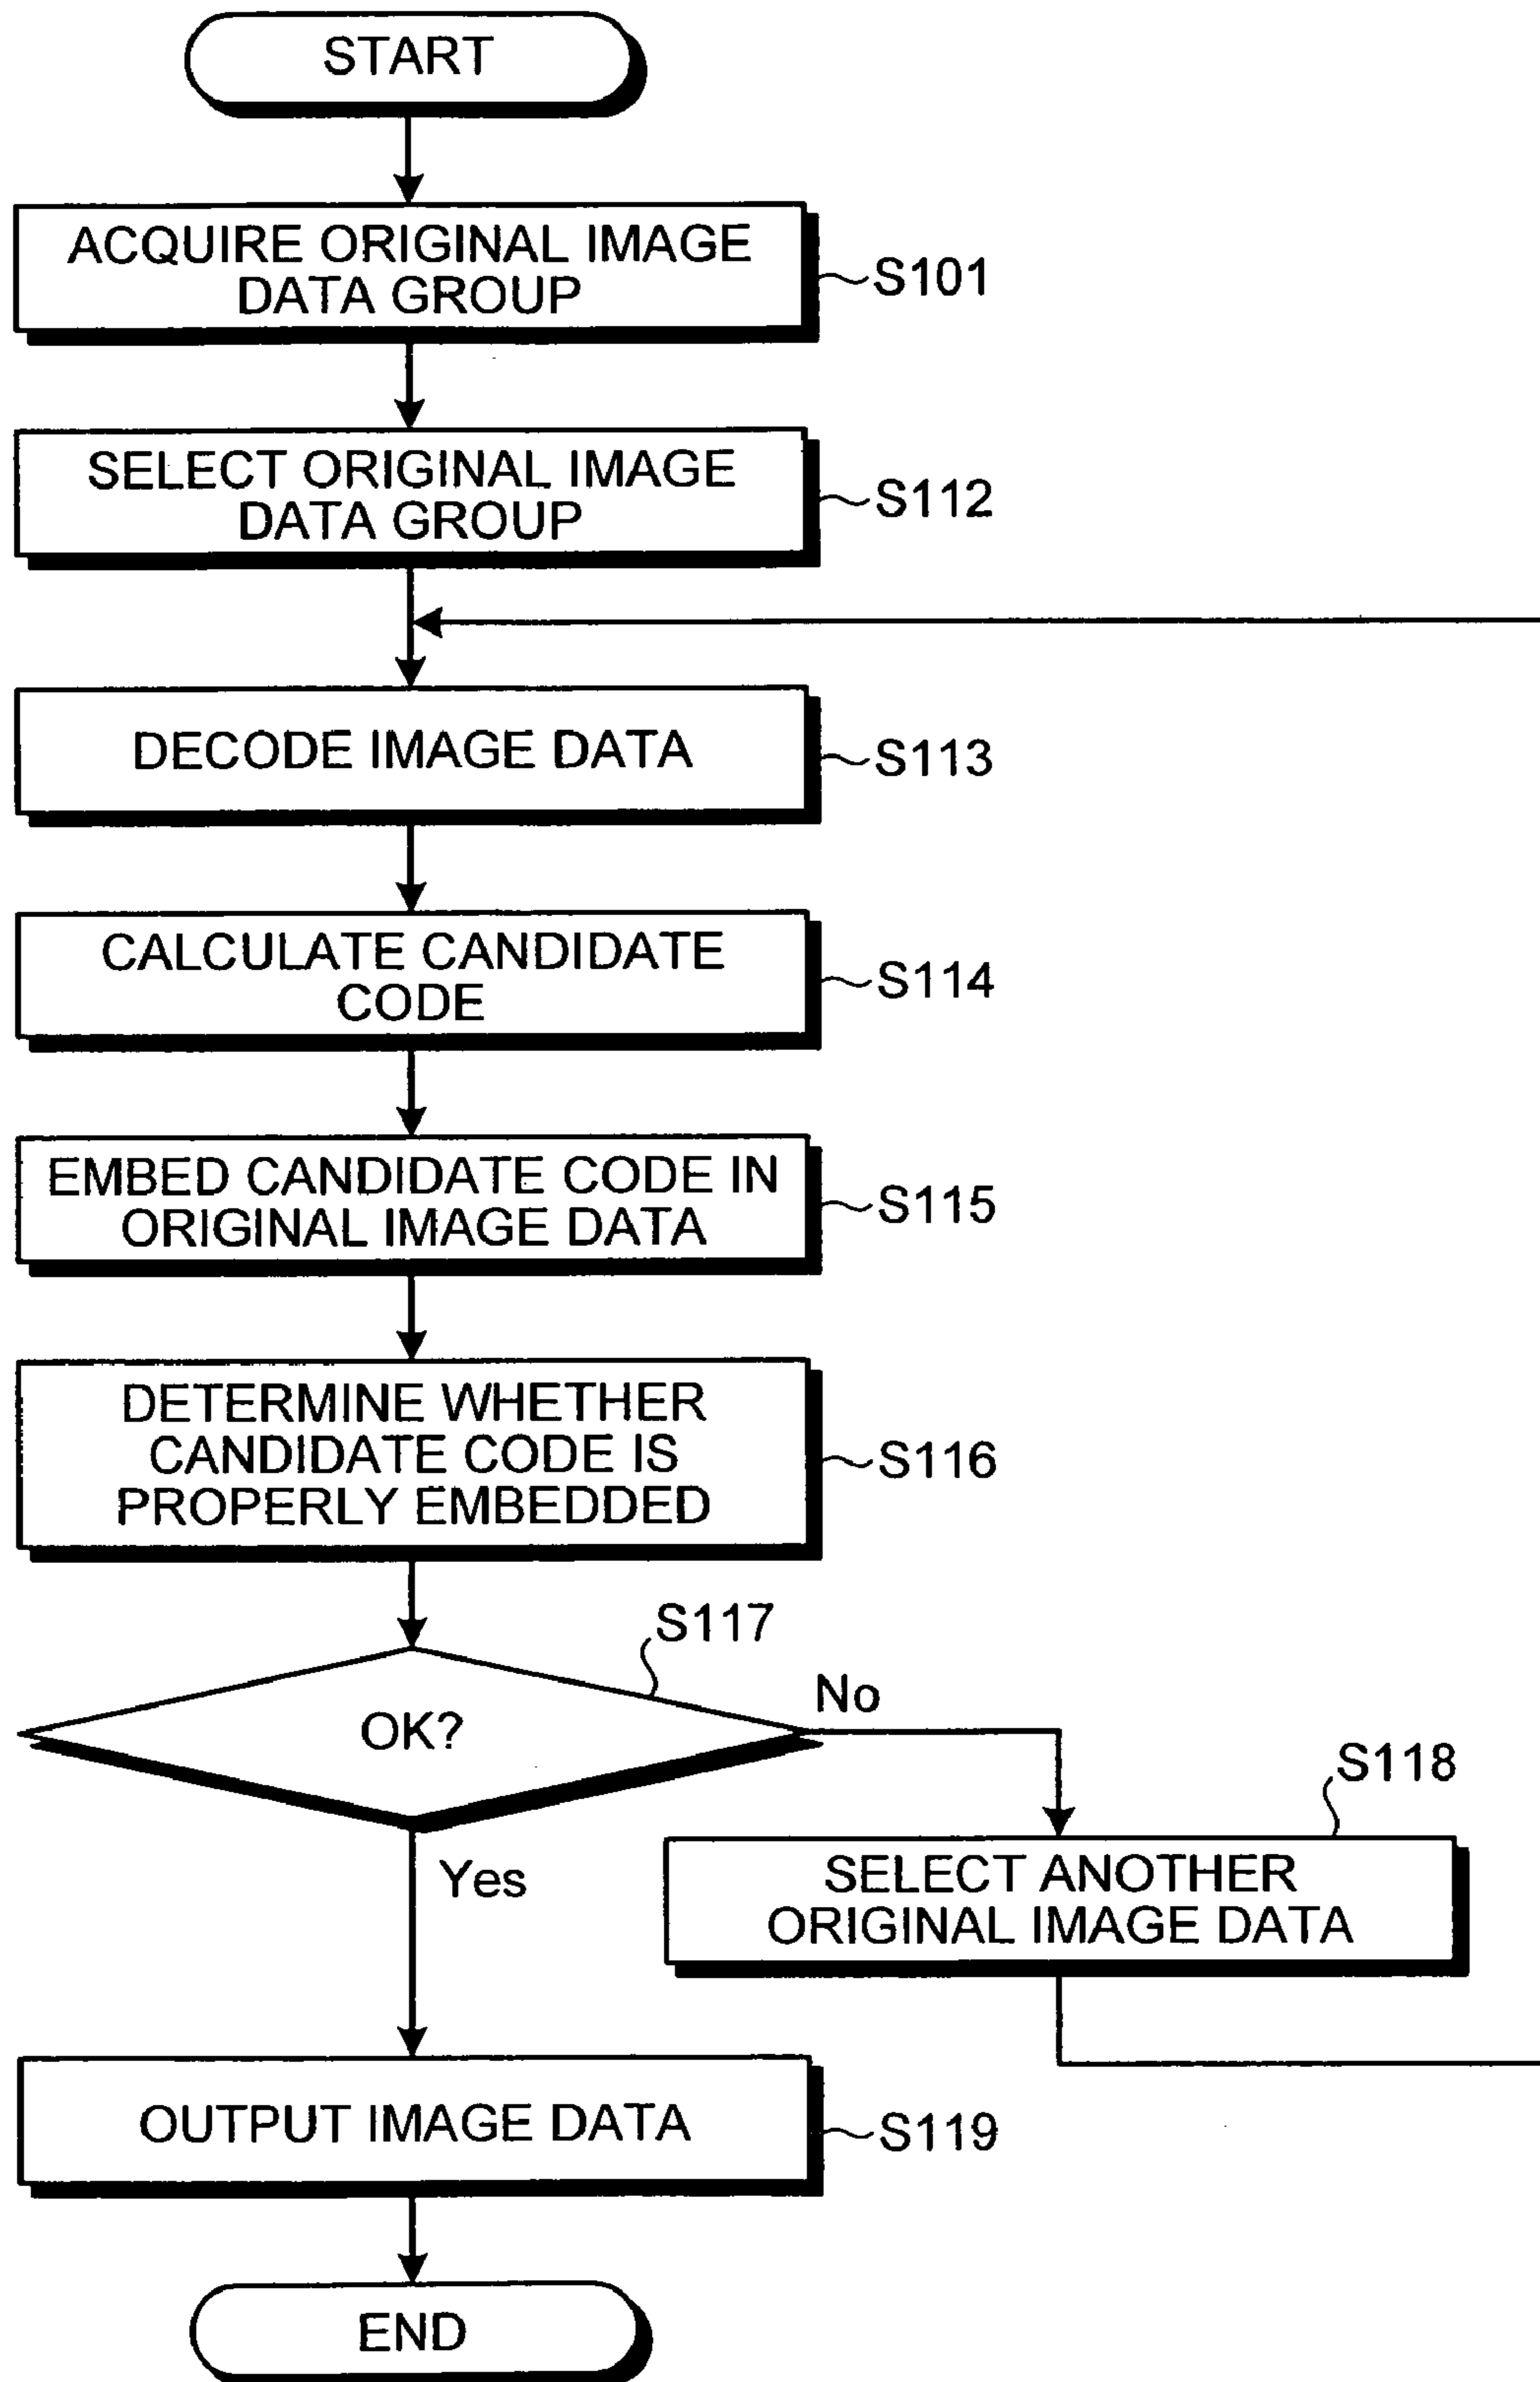 START
ACQUIRE ORIGINAL IMAGE
DATA GROUP
S101
SELECT ORIGINAL IMAGE
DATA GROUP
S112
DECODE IMAGE DATA
S113
CALCULATE CANDIDATE
CODE
S114
EMBED CANDIDATE CODE IN
ORIGINAL IMAGE DATA
S115
DETERMINE WHETHER
CANDIDATE CODE IS
PROPERLY EMBEDDED
S116
S117
OK?
No
Yes
S118
SELECT ANOTHER
ORIGINAL IMAGE DATA
OUTPUT IMAGE DATA
S119
END